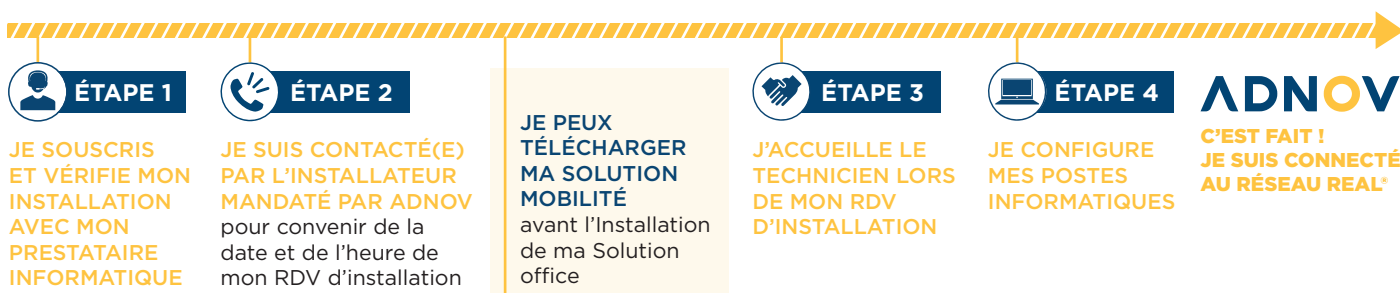 ÉTAPE 1
JE SOUSCRIS
ET VÉRIFIE MON
INSTALLATION
AVEC MON
PRESTATAIRE
INFORMATIQUE
ÉTAPE 2
JE SUIS CONTACTÉ(E)
PAR L'INSTALLATEUR
MANDATÉ PAR ADNOV
pour convenir de la
date et de l'heure de
mon RDV d'installation
JE PEUX
TÉLÉCHARGER
MA SOLUTION
MOBILITÉ
avant l'Installation
de ma Solution
office
ÉTAPE 3
J'ACCUEILLE LE
TECHNICIEN LORS
DE MON RDV
D'INSTALLATION
ÉTAPE 4
JE CONFIGURE
MES POSTES
INFORMATIQUES
ADNOV
C'EST FAIT !
JE SUIS CONNECTÉ
AU RÉSEAU REAL®